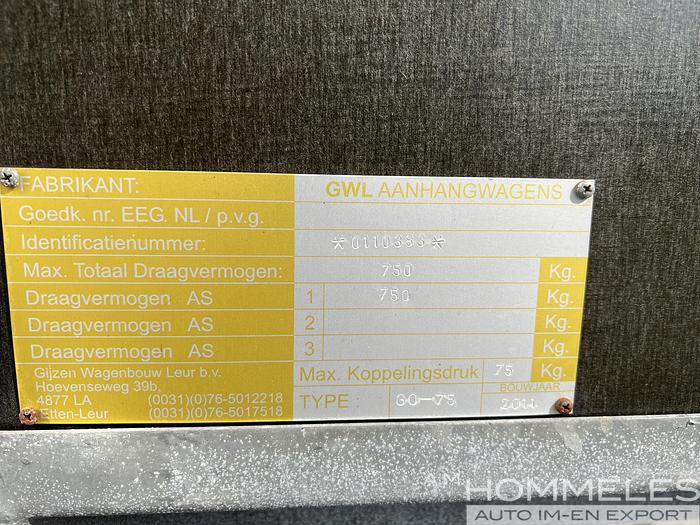 FABRIKANT: GWL AANHANGWAGENS
Goedk. nr. EEG. NL / p.v.g.
Identificatienummer: *0110383*
Max. Totaal Draagvermogen: 750 Kg.
Draagvermogen AS 1 750 Kg.
Draagvermogen AS 2 Kg.
Draagvermogen AS 3 Kg.
Gijzen Wagenbouw Leur b.v.
Hoevenseweg 39b,
4877 LA (0031)(0)76-5012218
Etten-Leur (0031)(0)76-5017518
Max. Koppelingsdruk 75 Kg.
BOUWJAAR
TYPE : GO-75 2011
HOMMELES
AUTO IM-EN EXPORT